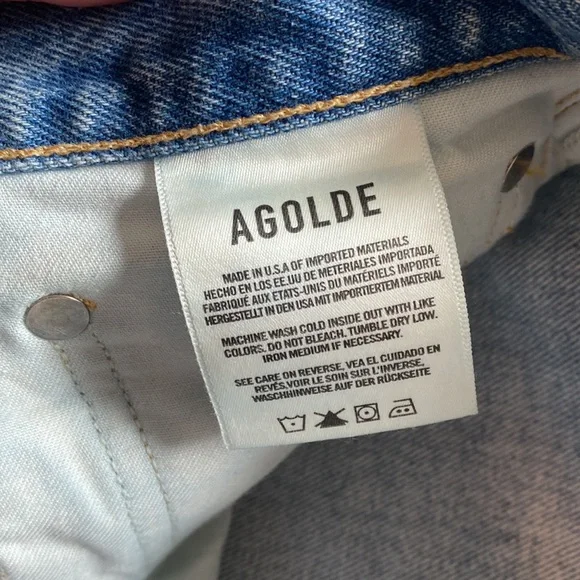 AGOLDE
MADE IN U.S.A OF IMPORTED MATERIALS
HECHO EN LOS EE.UU DE METERIALES IMPORTADA
FABRIQUÉ AUX ETATS-UNIS DU MATÉRIELS IMPORTÉ
HERGESTELLT IN DEN USA MIT IMPORTIERTEM MATERIAL
MACHINE WASH COLD INSIDE OUT WITH LIKE
COLORS. DO NOT BLEACH. TUMBLE DRY LOW.
IRON MEDIUM IF NECESSARY.
SEE CARE ON REVERSE, VEA EL CUIDADO EN
REVÉS,VOIR LE SOIN SUR L'INVERSE,
WASCHHINWEISE AUF DER RÜCKSEITE